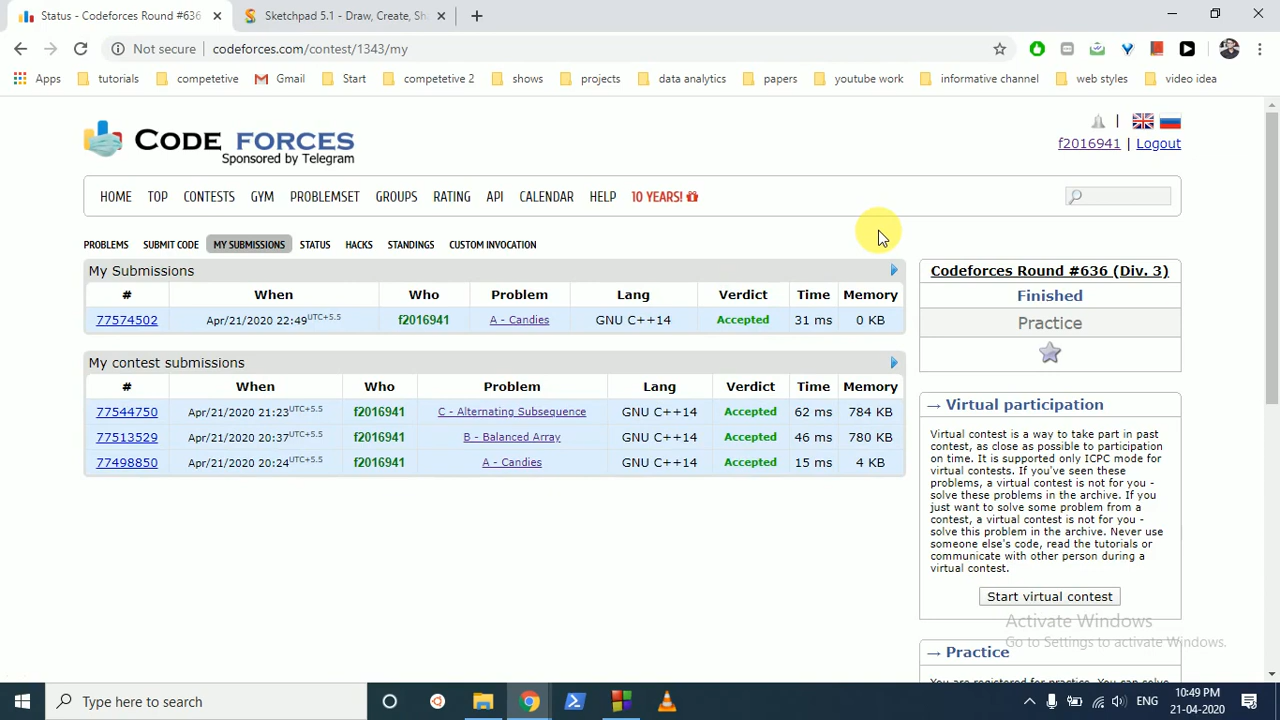 Status - Codeforces Round #636
Sketchpad 5.1 - Draw, Create, Sh
Not secure | codeforces.com/contest/1343/my
Apps tutorials competetive Gmail Start competetive 2 shows projects data analytics papers youtube work informative channel web styles video idea
CODE FORCES
Sponsored by Telegram
f2016941 | Logout
HOME TOP CONTESTS GYM PROBLEMSET GROUPS RATING API CALENDAR HELP 10 YEARS!
PROBLEMS SUBMIT CODE MY SUBMISSIONS STATUS HACKS STANDINGS CUSTOM INVOCATION
My Submissions
# When Who Problem Lang Verdict Time Memory
77574502 Apr/21/2020 22:49UTC+5.5 f2016941 A - Candies GNU C++14 Accepted 31 ms 0 KB
My contest submissions
# When Who Problem Lang Verdict Time Memory
77544750 Apr/21/2020 21:23UTC+5.5 f2016941 C - Alternating Subsequence GNU C++14 Accepted 62 ms 784 KB
77513529 Apr/21/2020 20:37UTC+5.5 f2016941 B - Balanced Array GNU C++14 Accepted 46 ms 780 KB
77498850 Apr/21/2020 20:24UTC+5.5 f2016941 A - Candies GNU C++14 Accepted 15 ms 4 KB
Codeforces Round #636 (Div. 3)
Finished
Practice
→ Virtual participation
Virtual contest is a way to take part in past
contest, as close as possible to participation
on time. It is supported only ICPC mode for
virtual contests. If you've seen these
problems, a virtual contest is not for you -
solve these problems in the archive. If you
just want to solve some problem from a
contest, a virtual contest is not for you -
solve this problem in the archive. Never use
someone else's code, read the tutorials or
communicate with other person during a
virtual contest.
Start virtual contest
Activate Windows
Go to Settings to activate Windows.
→ Practice
You are registered for practice. You can solve
Type here to search
ENG
10:49 PM
21-04-2020